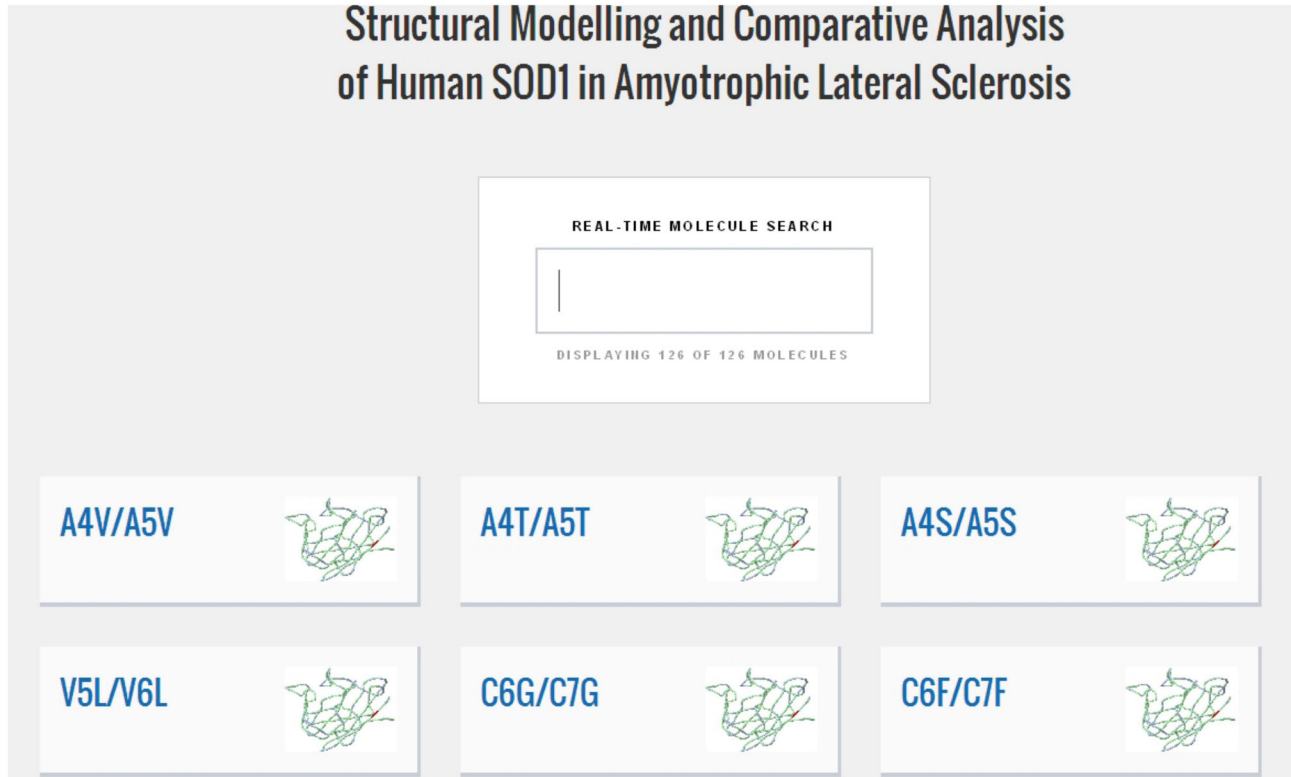 Structural Modelling and Comparative Analysis
of Human SOD1 in Amyotrophic Lateral Sclerosis
REAL-TIME MOLECULE SEARCH
DISPLAYING 126 OF 126 MOLECULES
A4V/A5V
A4T/A5T
A4S/A5S
V5L/V6L
C6G/C7G
C6F/C7F